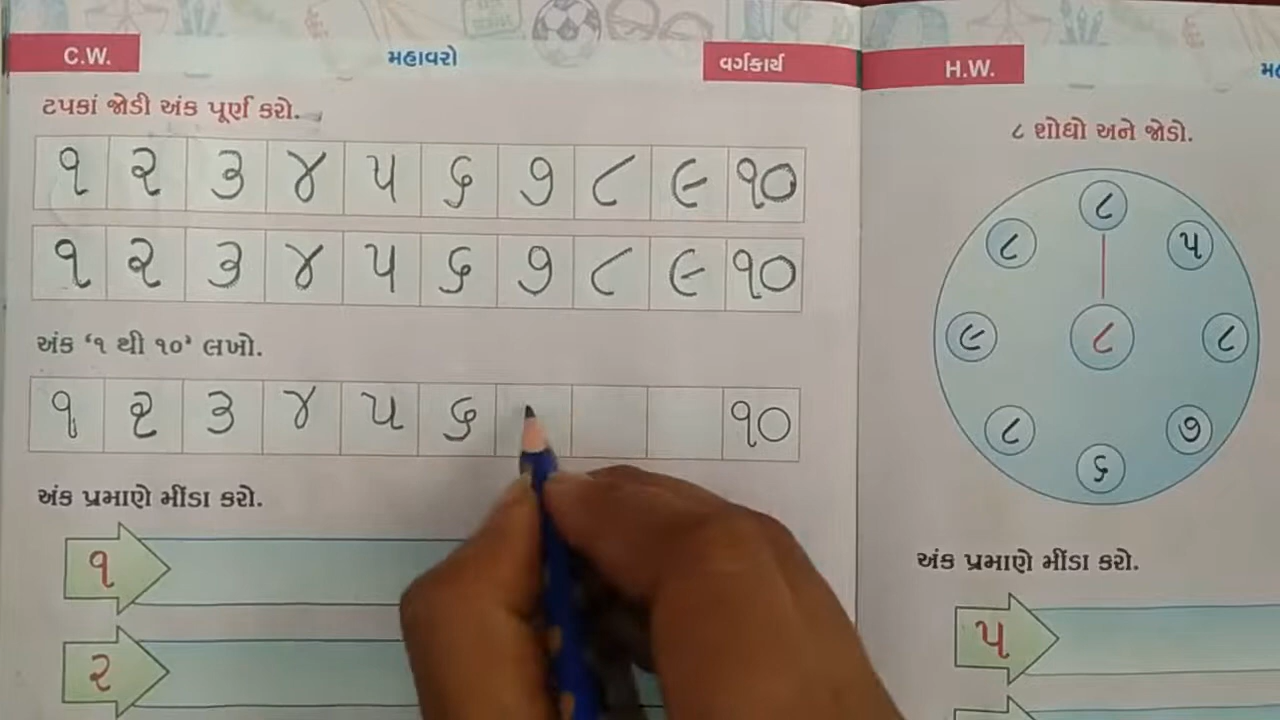 C.W. મહાવરો વર્ગકાર્ય
ટપકાં જોડી અંક પૂર્ણ કરો.
૧ ૨ ૩ ૪ ૫ ૬ ૭ ૮ ૯ ૧૦
૧ ૨ ૩ ૪ ૫ ૬ ૭ ૮ ૯ ૧૦
અંક ‘૧ થી ૧૦’ લખો.
૧ ૨ ૩ ૪ ૫ ૬ ૧૦
અંક પ્રમાણે મીંડા કરો.
૧
૨
H.W.
૮ શોધો અને જોડો.
૮
૮ ૫
૯ ૮ ૮
૮ ૭
૬
અંક પ્રમાણે મીંડા કરો.
૫